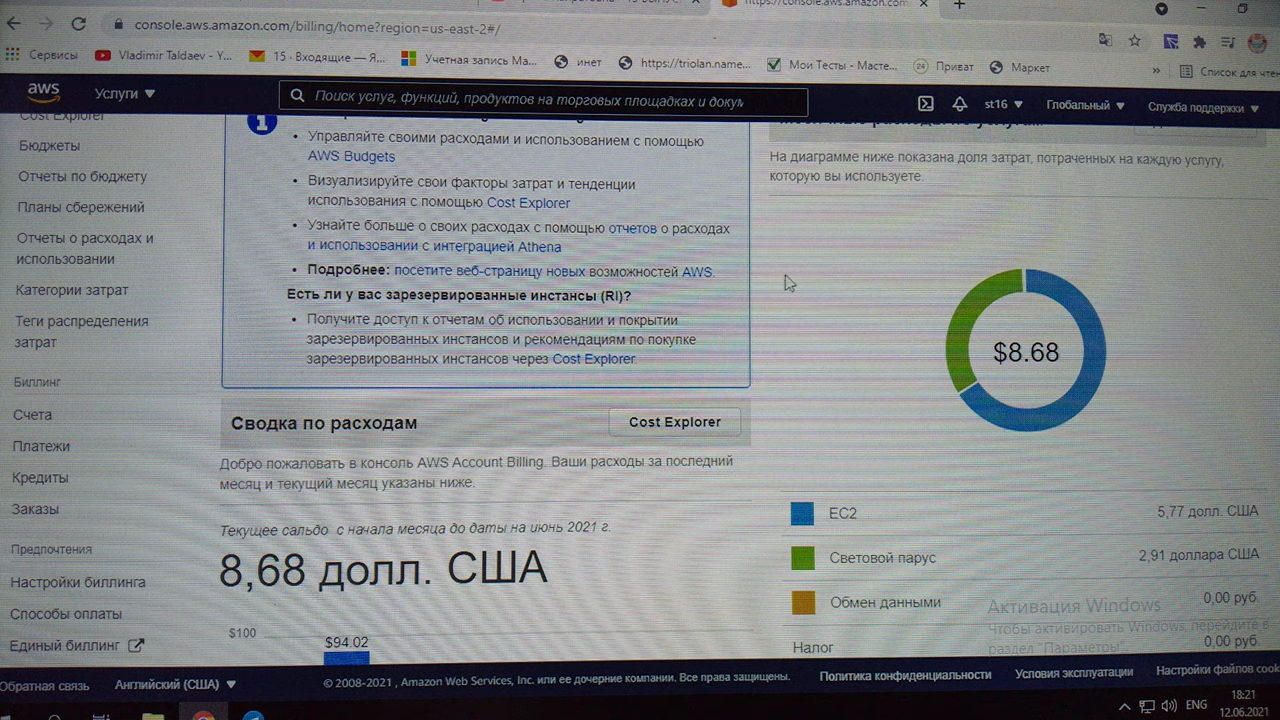 https://console.aws.amazon.com
console.aws.amazon.com/billing/home?region=us-east-2#/
Сервисы
Vladimir Taldaev - Y...
15 · Входящие — Я...
Учетная запись Ma...
инет
https://triolan.name...
Мои Тесты - Масте...
24
Приват
Маркет
»
Список для чтен
aws
Услуги
Поиск услуг, функций, продуктов на торговых площадках и докум
st16
Глобальный
Служба поддержки
Cost Explorer
Бюджеты
Отчеты по бюджету
Планы сбережений
Отчеты о расходах и
использовании
Категории затрат
Теги распределения
затрат
Биллинг
Счета
Платежи
Кредиты
Заказы
Предпочтения
Настройки биллинга
Способы оплаты
Единый биллинг
• Управляйте своими расходами и использованием с помощью
AWS Budgets
• Визуализируйте свои факторы затрат и тенденции
использования с помощью Cost Explorer
• Узнайте больше о своих расходах с помощью отчетов о расходах
и использовании с интеграцией Athena
• Подробнее: посетите веб-страницу новых возможностей AWS.
Есть ли у вас зарезервированные инстансы (RI)?
• Получите доступ к отчетам об использовании и покрытии
зарезервированных инстансов и рекомендациям по покупке
зарезервированных инстансов через Cost Explorer.
Сводка по расходам
Cost Explorer
Добро пожаловать в консоль AWS Account Billing. Ваши расходы за последний
месяц и текущий месяц указаны ниже.
Текущее сальдо с начала месяца до даты на июнь 2021 г.
8,68 долл. США
$100
$94.02
На диаграмме ниже показана доля затрат, потраченных на каждую услугу,
которую вы используете.
$8.68
EC2
5,77 долл. США
Световой парус
2,91 доллара США
Обмен данными
0,00 руб.
Налог
0,00 руб.
Активация Windows
Чтобы активировать Windows, перейдите в
раздел "Параметры".
Обратная связь
Английский (США)
© 2008-2021 , Amazon Web Services, Inc. или ее дочерние компании. Все права защищены.
Политика конфиденциальности
Условия эксплуатации
Настройки файлов cook
ENG
18:21
12.06.2021